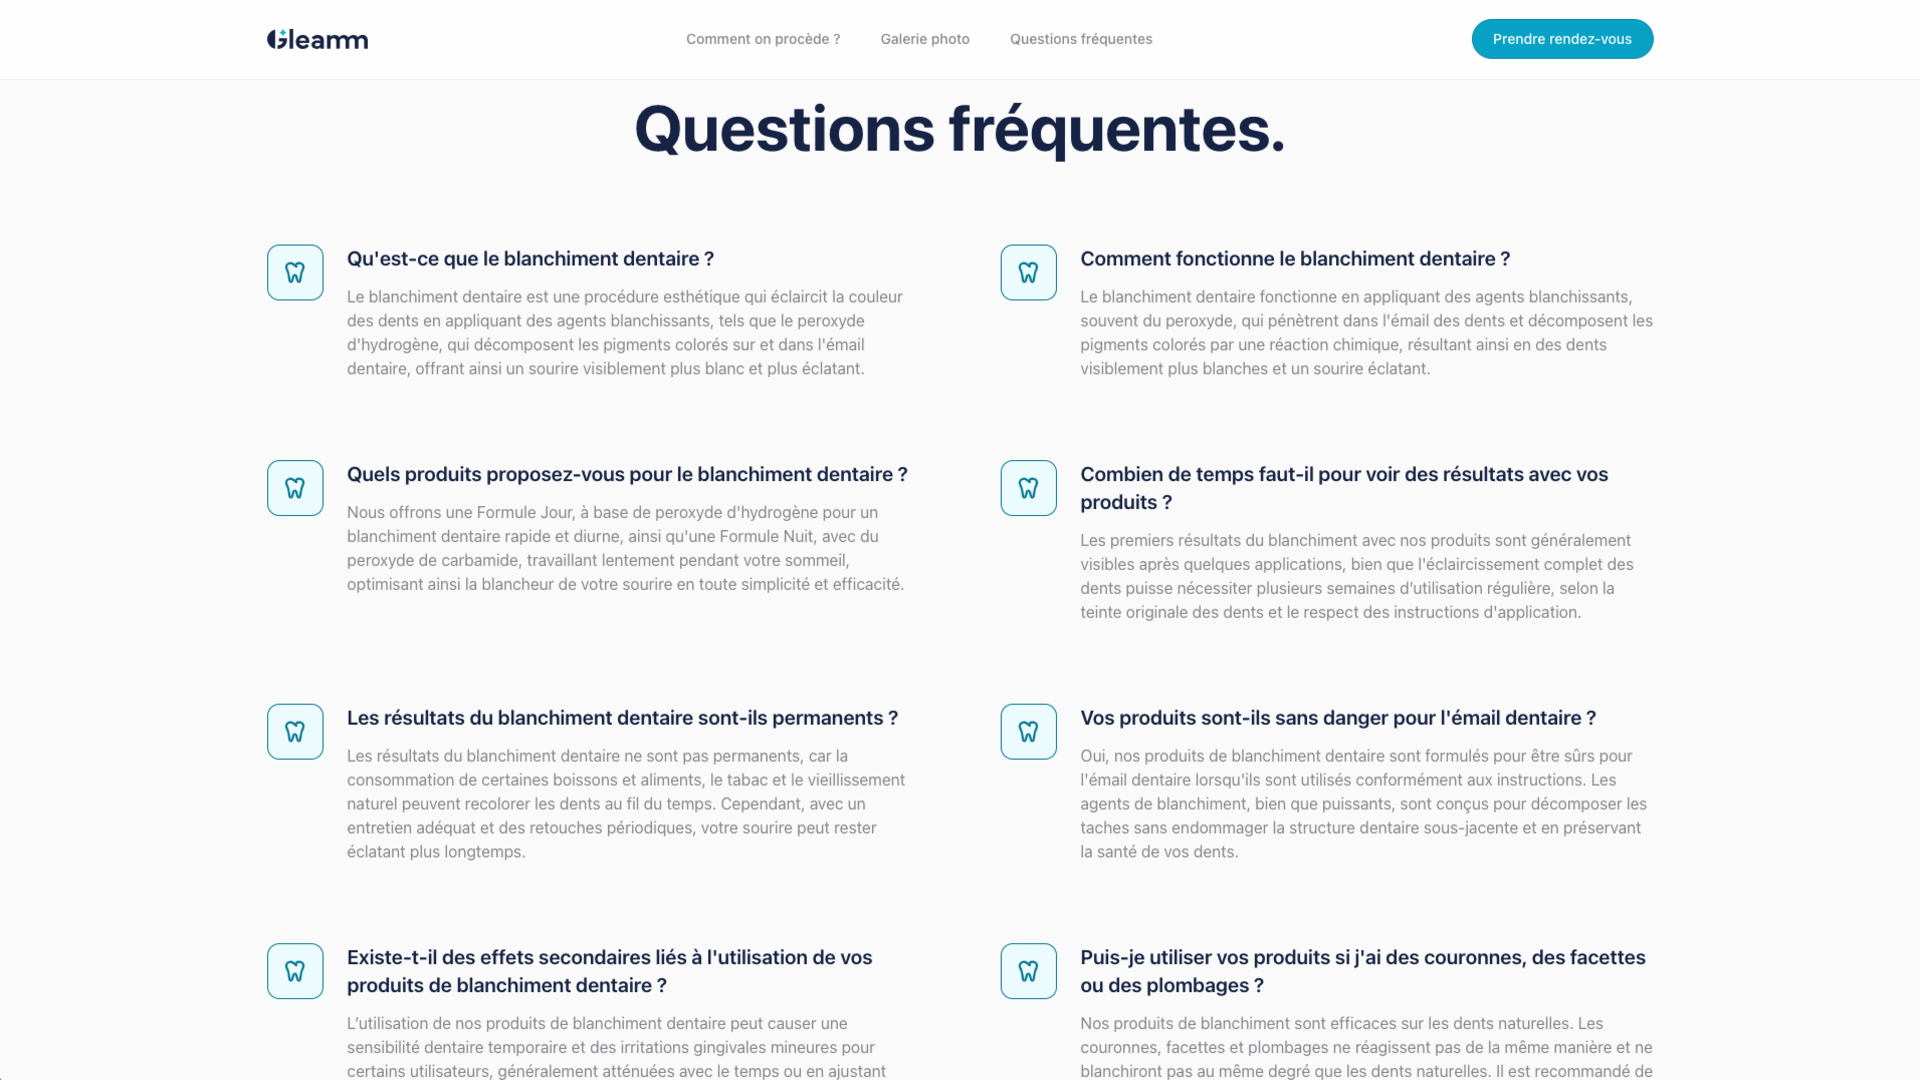 Gleamm
Comment on procède ?
Galerie photo
Questions fréquentes
Prendre rendez-vous
Questions fréquentes.
Qu'est-ce que le blanchiment dentaire ?
Le blanchiment dentaire est une procédure esthétique qui éclaircit la couleur
des dents en appliquant des agents blanchissants, tels que le peroxyde
d'hydrogène, qui décomposent les pigments colorés sur et dans l'émail
dentaire, offrant ainsi un sourire visiblement plus blanc et plus éclatant.
Comment fonctionne le blanchiment dentaire ?
Le blanchiment dentaire fonctionne en appliquant des agents blanchissants,
souvent du peroxyde, qui pénètrent dans l'émail des dents et décomposent les
pigments colorés par une réaction chimique, résultant ainsi en des dents
visiblement plus blanches et un sourire éclatant.
Quels produits proposez-vous pour le blanchiment dentaire ?
Nous offrons une Formule Jour, à base de peroxyde d'hydrogène pour un
blanchiment dentaire rapide et diurne, ainsi qu'une Formule Nuit, avec du
peroxyde de carbamide, travaillant lentement pendant votre sommeil,
optimisant ainsi la blancheur de votre sourire en toute simplicité et efficacité.
Combien de temps faut-il pour voir des résultats avec vos
produits ?
Les premiers résultats du blanchiment avec nos produits sont généralement
visibles après quelques applications, bien que l'éclaircissement complet des
dents puisse nécessiter plusieurs semaines d’utilisation régulière, selon la
teinte originale des dents et le respect des instructions d'application.
Les résultats du blanchiment dentaire sont-ils permanents ?
Les résultats du blanchiment dentaire ne sont pas permanents, car la
consommation de certaines boissons et aliments, le tabac et le vieillissement
naturel peuvent recolorer les dents au fil du temps. Cependant, avec un
entretien adéquat et des retouches périodiques, votre sourire peut rester
éclatant plus longtemps.
Vos produits sont-ils sans danger pour l'émail dentaire ?
Oui, nos produits de blanchiment dentaire sont formulés pour être sûrs pour
l'émail dentaire lorsqu'ils sont utilisés conformément aux instructions. Les
agents de blanchiment, bien que puissants, sont conçus pour décomposer les
taches sans endommager la structure dentaire sous-jacente et en préservant
la santé de vos dents.
Existe-t-il des effets secondaires liés à l'utilisation de vos
produits de blanchiment dentaire ?
L’utilisation de nos produits de blanchiment dentaire peut causer une
sensibilité dentaire temporaire et des irritations gingivales mineures pour
certains utilisateurs, généralement atténuées avec le temps ou en ajustant
Puis-je utiliser vos produits si j'ai des couronnes, des facettes
ou des plombages ?
Nos produits de blanchiment sont efficaces sur les dents naturelles. Les
couronnes, facettes et plombages ne réagissent pas de la même manière et ne
blanchiront pas au même degré que les dents naturelles. Il est recommandé de